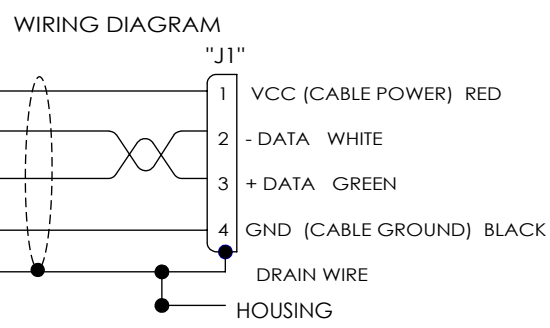 WIRING DIAGRAM
"J1"
1 VCC (CABLE POWER) RED
2 - DATA WHITE
3 + DATA GREEN
4 GND (CABLE GROUND) BLACK
DRAIN WIRE
HOUSING